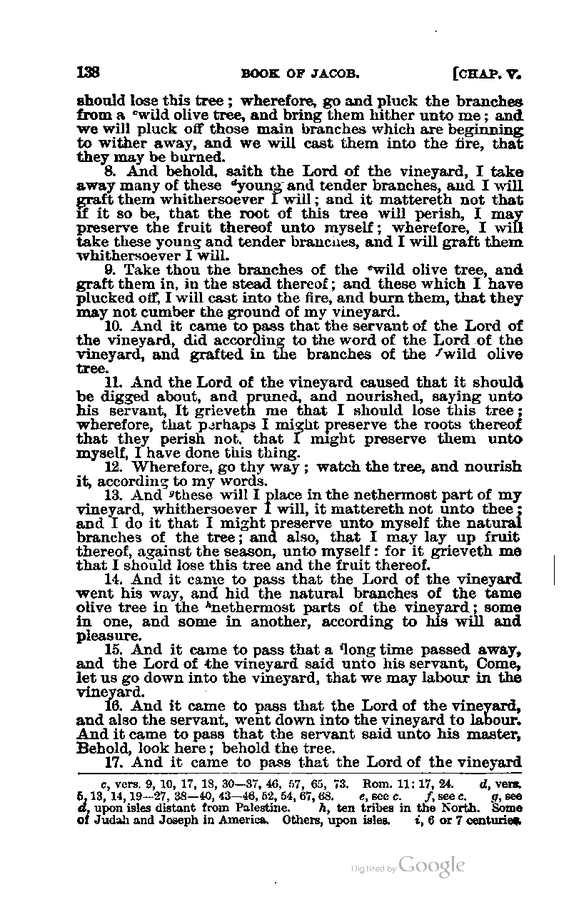 138 BOOK OF JACOB. [CHAP. V.
should lose this tree ; wherefore, go and pluck the branches
from a ᶜwild olive tree, and bring them hither unto me ; and
we will pluck off those main branches which are beginning
to wither away, and we will cast them into the fire, that
they may be burned.
8. And behold, saith the Lord of the vineyard, I take
away many of these ᵈyoung and tender branches, and I will
graft them whithersoever I will ; and it mattereth not that
if it so be, that the root of this tree will perish, I may
preserve the fruit thereof unto myself ; wherefore, I will
take these young and tender branches, and I will graft them
whithersoever I will.
9. Take thou the branches of the ᵉwild olive tree, and
graft them in, in the stead thereof ; and these which I have
plucked off, I will cast into the fire, and burn them, that they
may not cumber the ground of my vineyard.
10. And it came to pass that the servant of the Lord of
the vineyard, did according to the word of the Lord of the
vineyard, and grafted in the branches of the ᶠwild olive
tree.
11. And the Lord of the vineyard caused that it should
be digged about, and pruned, and nourished, saying unto
his servant, It grieveth me that I should lose this tree ;
wherefore, that perhaps I might preserve the roots thereof
that they perish not, that I might preserve them unto
myself, I have done this thing.
12. Wherefore, go thy way ; watch the tree, and nourish
it, according to my words.
13. And ᵍthese will I place in the nethermost part of my
vineyard, whithersoever I will, it mattereth not unto thee ;
and I do it that I might preserve unto myself the natural
branches of the tree ; and also, that I may lay up fruit
thereof, against the season, unto myself : for it grieveth me
that I should lose this tree and the fruit thereof.
14. And it came to pass that the Lord of the vineyard
went his way, and hid the natural branches of the tame
olive tree in the ʰnethermost parts of the vineyard ; some
in one, and some in another, according to his will and
pleasure.
15. And it came to pass that a ⁱlong time passed away,
and the Lord of the vineyard said unto his servant, Come,
let us go down into the vineyard, that we may labour in the
vineyard.
16. And it came to pass that the Lord of the vineyard,
and also the servant, went down into the vineyard to labour.
And it came to pass that the servant said unto his master,
Behold, look here ; behold the tree.
17. And it came to pass that the Lord of the vineyard
c, vers. 9, 10, 17, 18, 30—37, 46, 57, 65, 73. Rom. 11 : 17, 24. d, vers.
5, 13, 14, 19—27, 38—40, 43—46, 52, 54, 67, 68. e, see c. f, see c. g, see
d, upon isles distant from Palestine. h, ten tribes in the North. Some
of Judah and Joseph in America. Others, upon isles. i, 6 or 7 centuries.
Digitized by Google